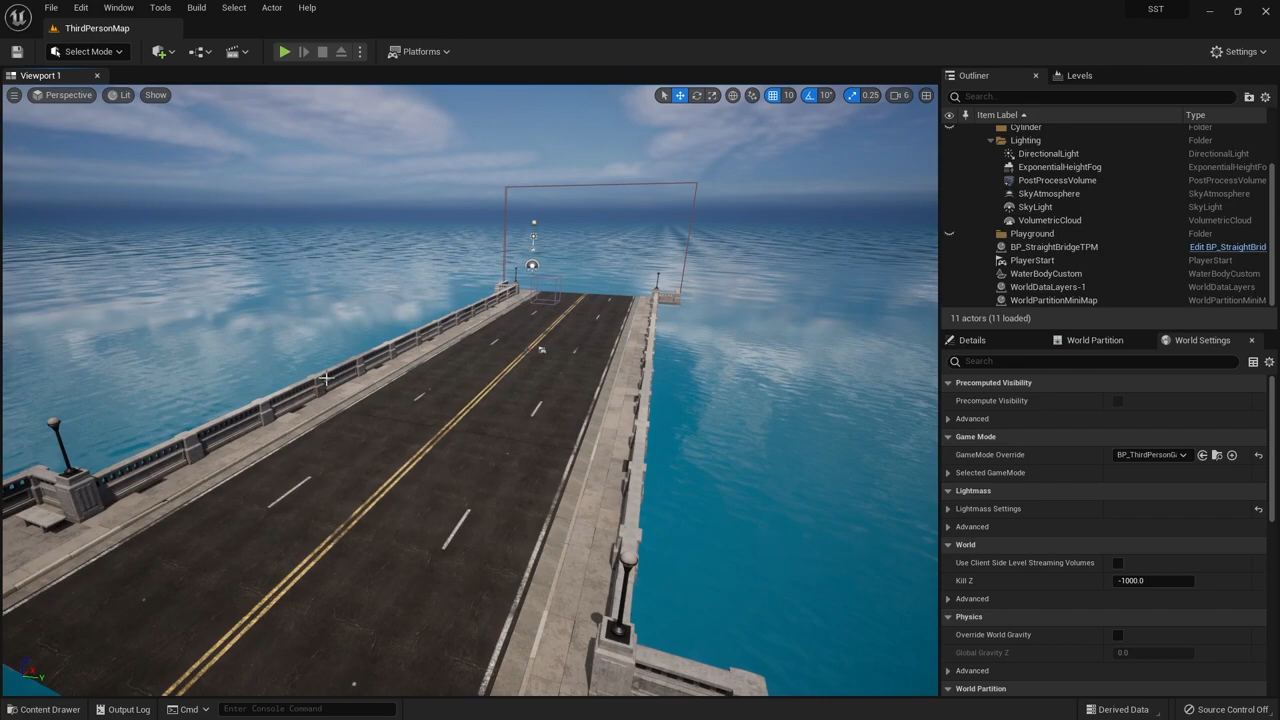 File Edit Window Tools Build Select Actor Help
SST
ThirdPersonMap
Select Mode
Platforms
Settings
Viewport 1
Perspective Lit Show
10 10° 0.25 6
Outliner Levels
Search...
Item Label Type
Cylinder Folder
Lighting Folder
DirectionalLight DirectionalLight
ExponentialHeightFog ExponentialHeightFo
PostProcessVolume PostProcessVolume
SkyAtmosphere SkyAtmosphere
SkyLight SkyLight
VolumetricCloud VolumetricCloud
Playground Folder
BP_StraightBridgeTPM Edit BP_StraightBrid
PlayerStart PlayerStart
WaterBodyCustom WaterBodyCustom
WorldDataLayers-1 WorldDataLayers
WorldPartitionMiniMap WorldPartitionMiniM
11 actors (11 loaded)
Details World Partition World Settings
Search
Precomputed Visibility
Precompute Visibility
Advanced
Game Mode
GameMode Override BP_ThirdPersonGa
Selected GameMode
Lightmass
Lightmass Settings
Advanced
World
Use Client Side Level Streaming Volumes
Kill Z -1000.0
Advanced
Physics
Override World Gravity
Global Gravity Z 0.0
Advanced
World Partition
X
Y
Content Drawer Output Log Cmd Enter Console Command
Derived Data Source Control Off